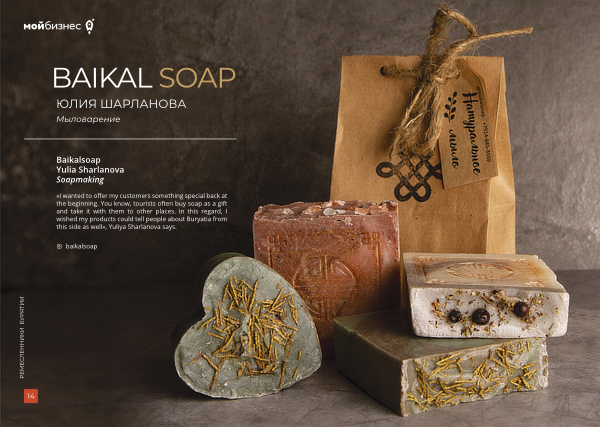 мойбизнес
BAIKAL SOAP
ЮЛИЯ ШАРЛАНОВА
Мыловарение
Baikalsoap
Yulia Sharlanova
Soapmaking
«I wanted to offer my customers something special back at
the beginning. You know, tourists often buy soap as a gift
and take it with them to other places. In this regard, I
wished my products could tell people about Buryatia from
this side as well», Yuliya Sharlanova says.
baikalsoap
Натуральное
мыло
РЕМЕСЛЕННИКИ БУРЯТИИ
14